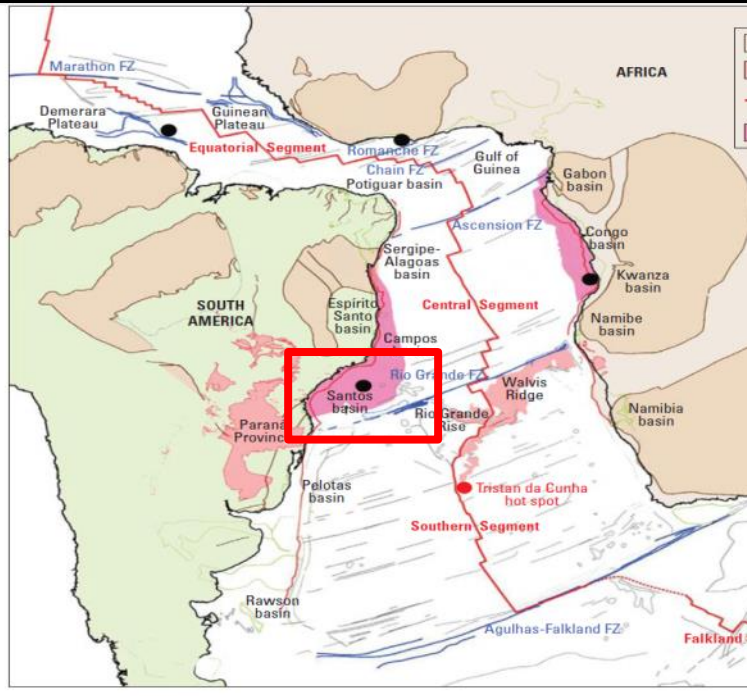 Marathon FZ
AFRICA
Demerara
Plateau
Guinean
Plateau
Equatorial Segment
Romanche FZ
Chain FZ
Potiguar basin
Gulf of
Guinea
Gabon
basin
Ascension FZ
Sergipe-
Alagoas
basin
Congo
basin
Kwanza
basin
SOUTH
AMERICA
Espírito
Santo
basin
Central Segment
Namibe
basin
Campos
Rio Grande FZ
Walvis
Ridge
Santos
basin
Rio Grande
Rise
Namibia
basin
Paraná
Provinc
Pelotas
basin
Tristan da Cunha
hot spot
Southern Segment
Rawson
basin
Agulhas-Falkland FZ
Falkland